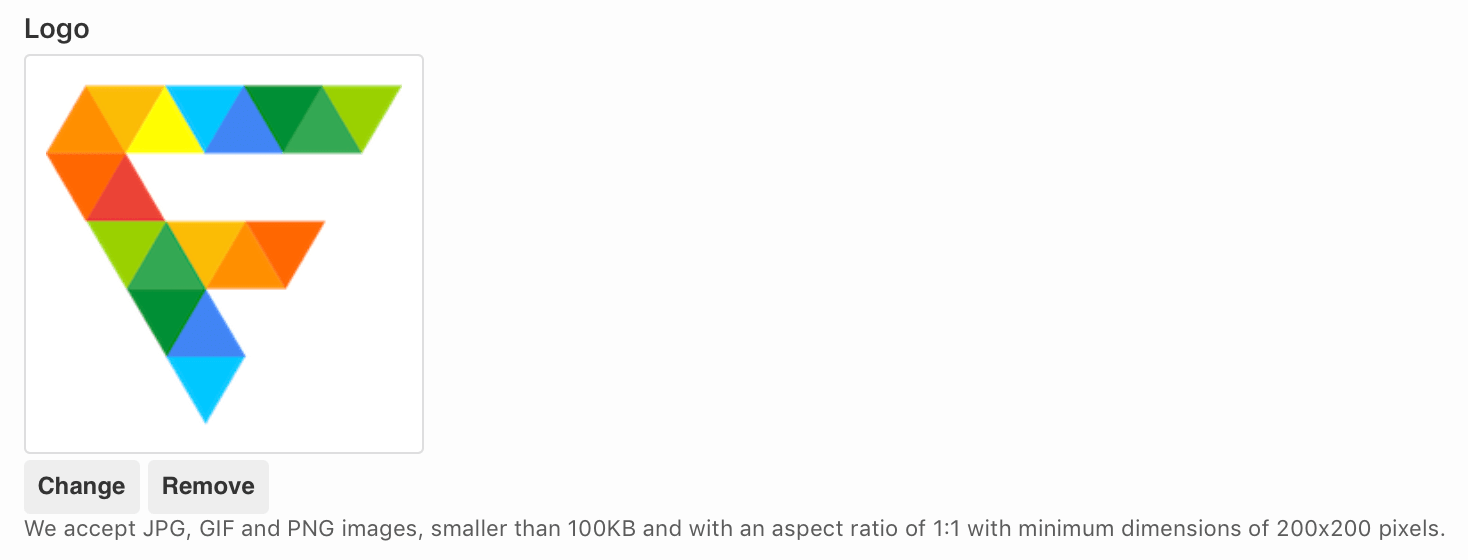 Logo
Change Remove
We accept JPG, GIF and PNG images, smaller than 100KB and with an aspect ratio of 1:1 with minimum dimensions of 200x200 pixels.